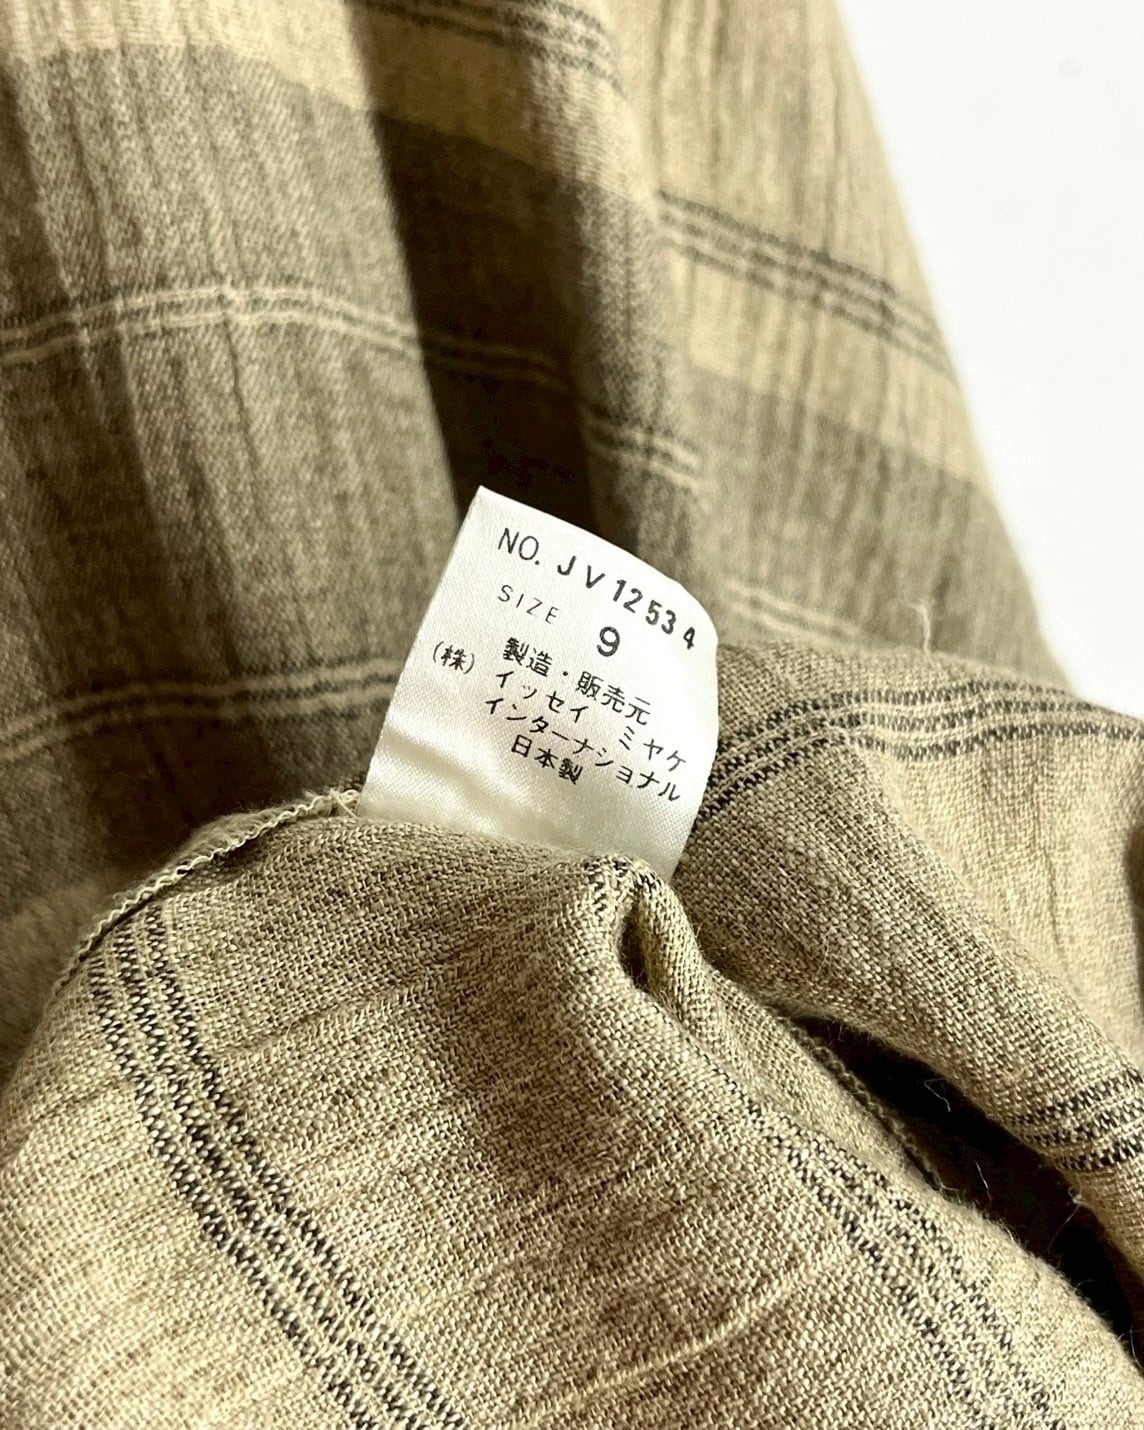 NO. JV12534
SIZE 9
製造・販売元
(株) イッセイ ミヤケ
インターナショナル
日本製